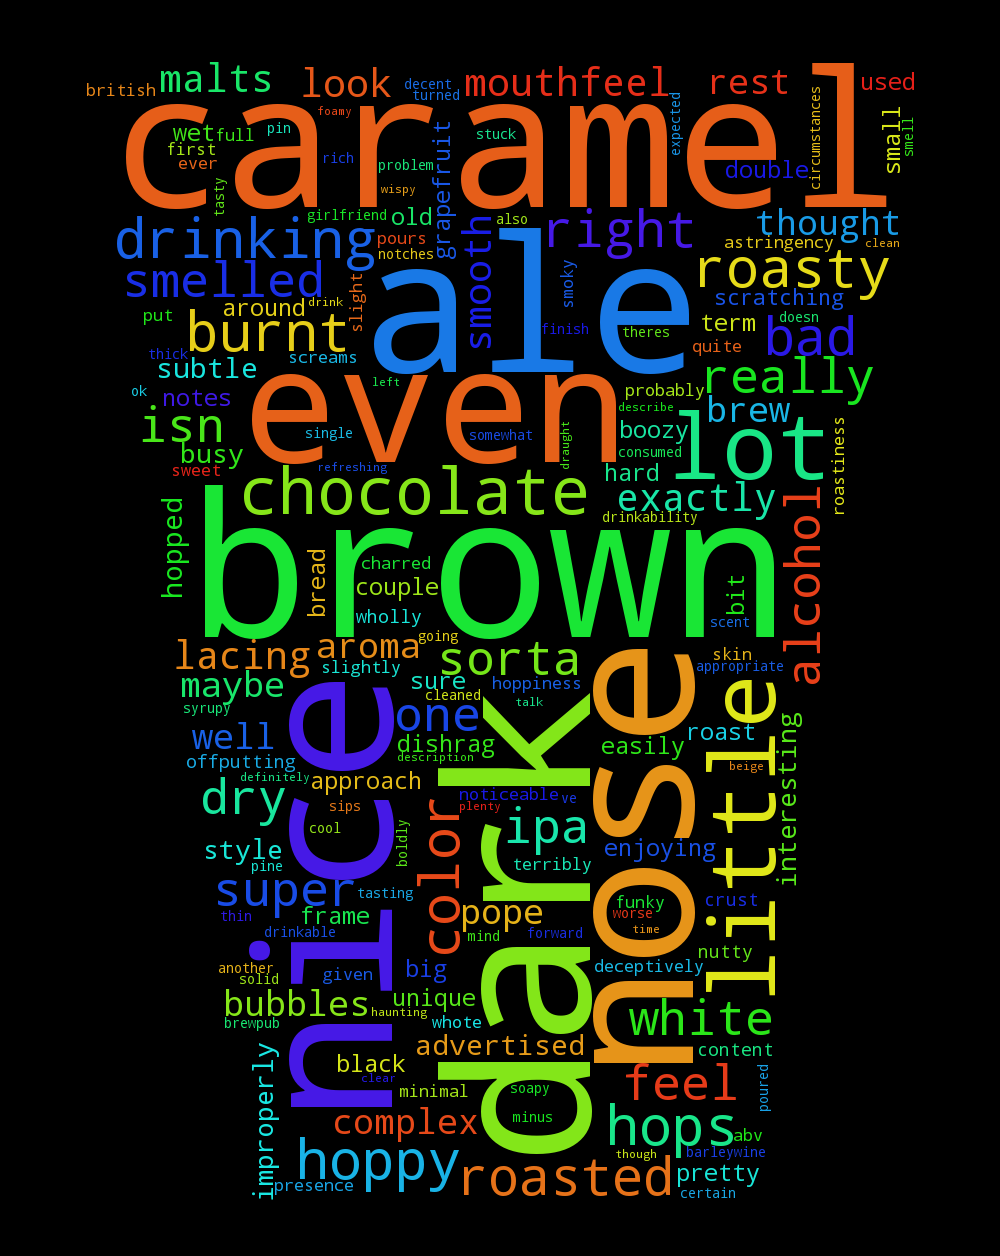 caramel
british
malts
look
decent
turned
mouthfeel
rest
used
wet
full
pin
foamy
first
ever
tasty
rich
problem
wispy
grapefruit
stuck
expected
double
circumstances
small
smell
girlfriend
old
also
drinking
pours
notches
smooth
right
thought
astringency
clean
smelled
ale
smoky
roasty
put
around
drink
slight
scratching
burnt
finish
theres
term
doesn
bad
thick
subtle
screams
quite
ok
notes
left
even
probably
really
describe
brew
isn
single
somewhat
draught
boozy
lot
busy
sweet
refreshing
consumed
hard
roastiness
chocolate
exactly
drinkability
hopped
brown
bread
charred
couple
wholly
bit
scent
alcohol
going
lacing
aroma
slightly
sorta
skin
appropriate
maybe
sure
cleaned
hoppiness
talk
syrupy
nice
one
dark
nose
little
well
dishrag
description
easily
roast
interesting
offputting
definitely
approach
beige
dry
sips
color
noticeable
ve
plenty
cool
boldly
ipa
style
pine
terribly
enjoying
super
tasting
thin
frame
pope
funky
worse
time
crust
drinkable
mind
forward
nutty
another
solid
given
big
deceptively
bubbles
haunting
unique
brewpub
whote
white
advertised
content
improperly
black
clear
minimal
soapy
feel
poured
complex
minus
hops
abv
though
barleywine
hoppy
presence
roasted
pretty
certain